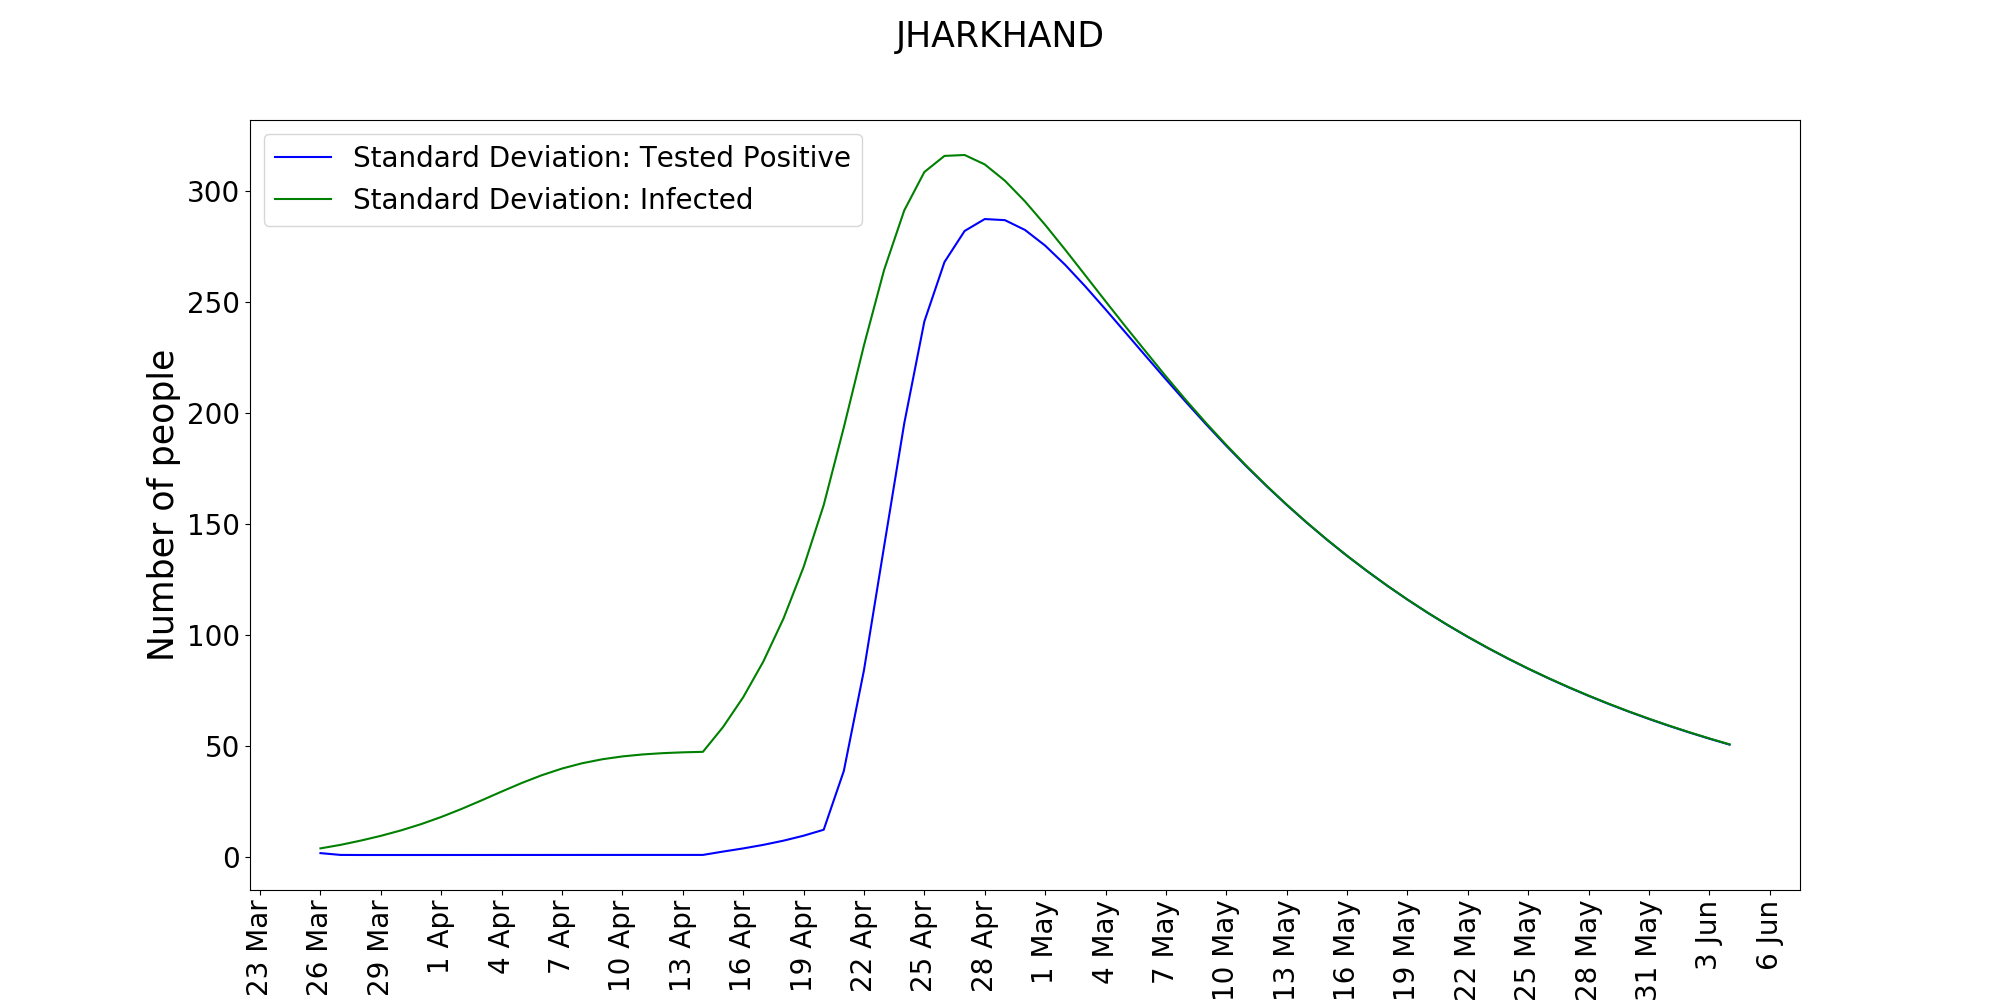 JHARKHAND
Standard Deviation: Tested Positive
Standard Deviation: Infected
Number of people
300
250
200
150
100
50
0
23 Mar
26 Mar
29 Mar
1 Apr
4 Apr
7 Apr
10 Apr
13 Apr
16 Apr
19 Apr
22 Apr
25 Apr
28 Apr
1 May
4 May
7 May
10 May
13 May
16 May
19 May
22 May
25 May
28 May
31 May
3 Jun
6 Jun